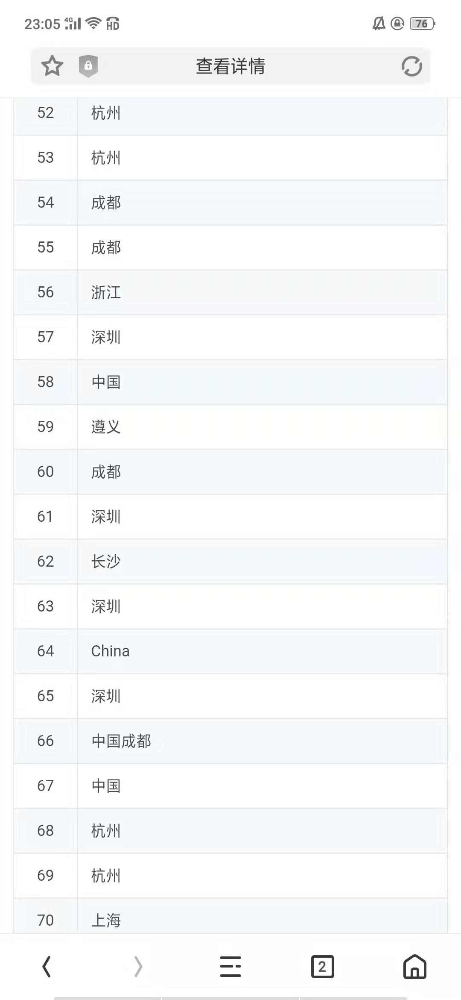 23:05 4G HD 76
查看详情
52 杭州
53 杭州
54 成都
55 成都
56 浙江
57 深圳
58 中国
59 遵义
60 成都
61 深圳
62 长沙
63 深圳
64 China
65 深圳
66 中国成都
67 中国
68 杭州
69 杭州
70 上海
2